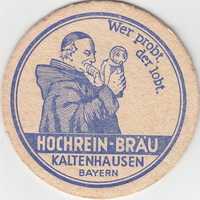 Wer probt,
der lobt.
HOCHREIN-BRÄU
KALTENHAUSEN
BAYERN